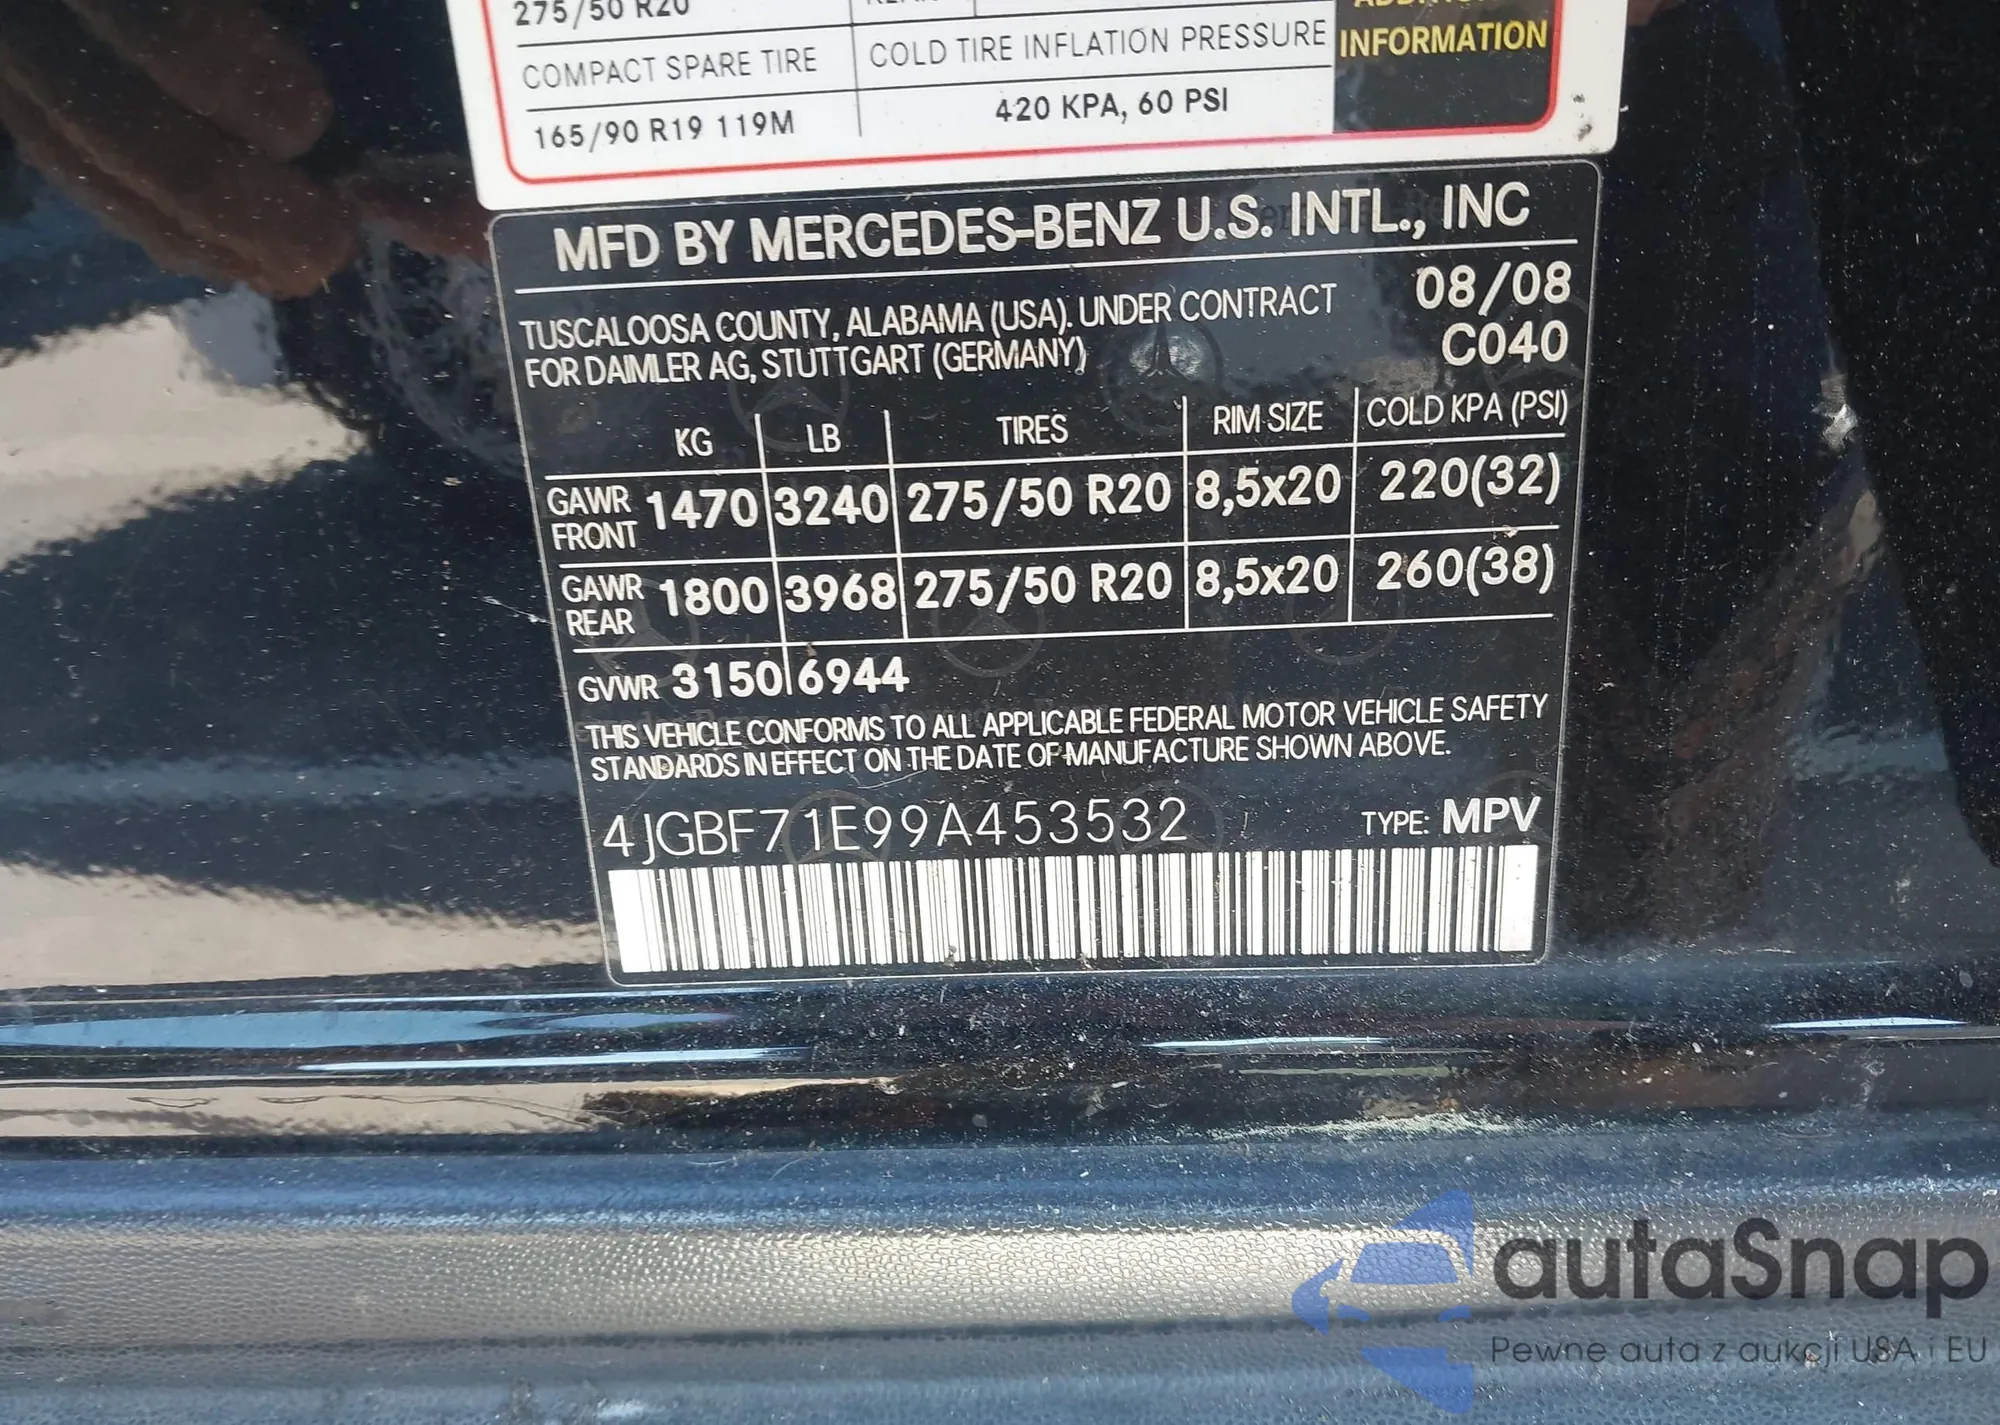 275/50 R20
COMPACT SPARE TIRE
COLD TIRE INFLATION PRESSURE
INFORMATION
165/90 R19 119M
420 KPA, 60 PSI
MFD BY MERCEDES-BENZ U.S. INTL., INC
TUSCALOOSA COUNTY, ALABAMA (USA). UNDER CONTRACT
FOR DAIMLER AG, STUTTGART (GERMANY)
08/08
C040
KG LB TIRES RIM SIZE COLD KPA (PSI)
GAWR FRONT 1470 3240 275/50 R20 8,5x20 220(32)
GAWR REAR 1800 3968 275/50 R20 8,5x20 260(38)
GVWR 3150 6944
THIS VEHICLE CONFORMS TO ALL APPLICABLE FEDERAL MOTOR VEHICLE SAFETY
STANDARDS IN EFFECT ON THE DATE OF MANUFACTURE SHOWN ABOVE.
4JGBF71E99A453532
TYPE: MPV
autaSnap
Pewne auta z aukcji USA i EU